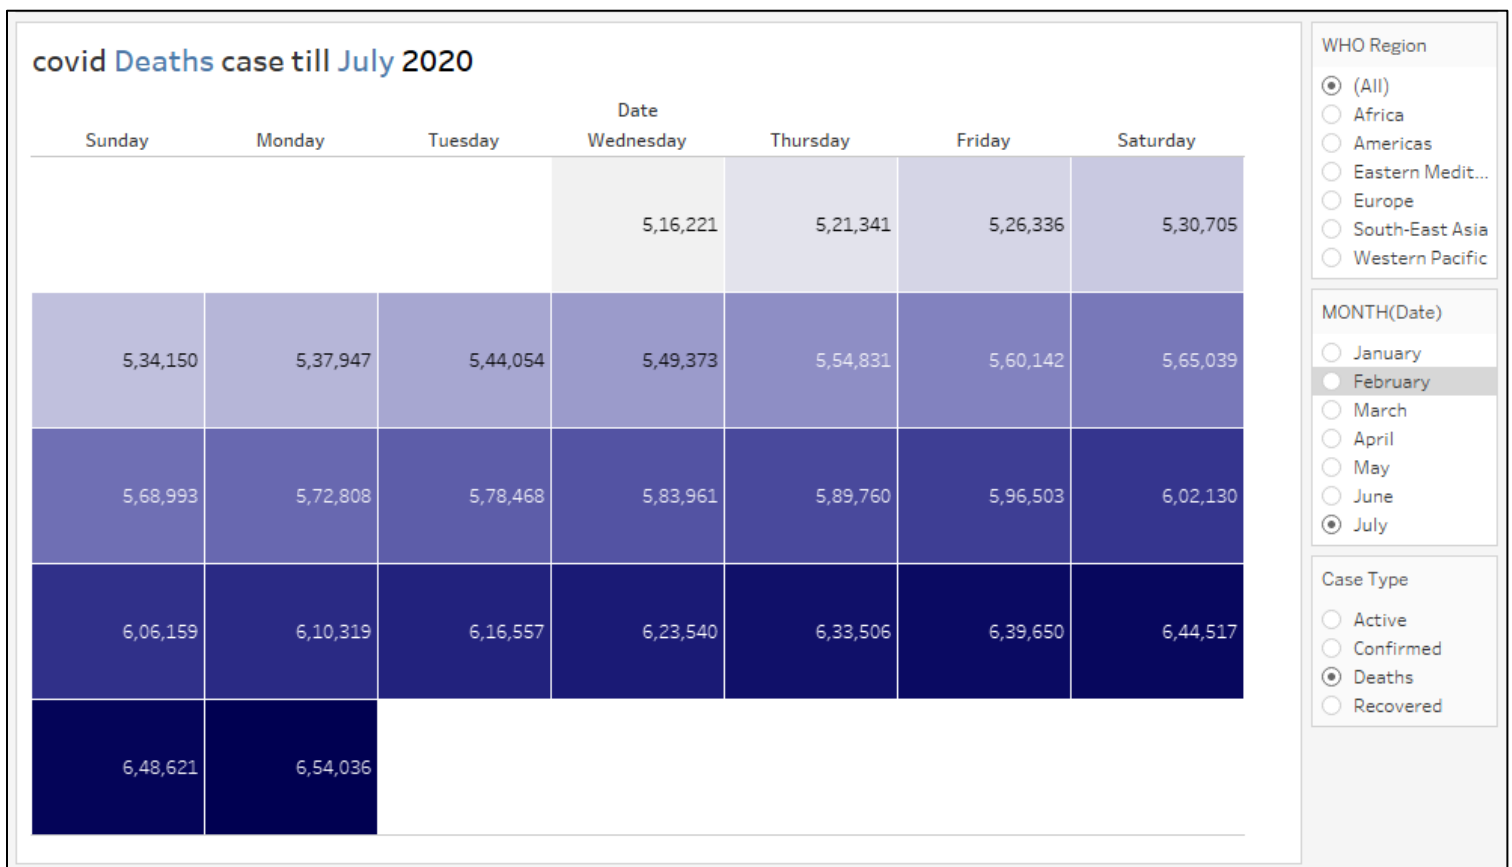 covid Deaths case till July 2020
Date
Sunday Monday Tuesday Wednesday Thursday Friday Saturday
5,16,221 5,21,341 5,26,336 5,30,705
5,34,150 5,37,947 5,44,054 5,49,373 5,54,831 5,60,142 5,65,039
5,68,993 5,72,808 5,78,468 5,83,961 5,89,760 5,96,503 6,02,130
6,06,159 6,10,319 6,16,557 6,23,540 6,33,506 6,39,650 6,44,517
6,48,621 6,54,036
WHO Region
(All)
Africa
Americas
Eastern Medit...
Europe
South-East Asia
Western Pacific
MONTH(Date)
January
February
March
April
May
June
July
Case Type
Active
Confirmed
Deaths
Recovered